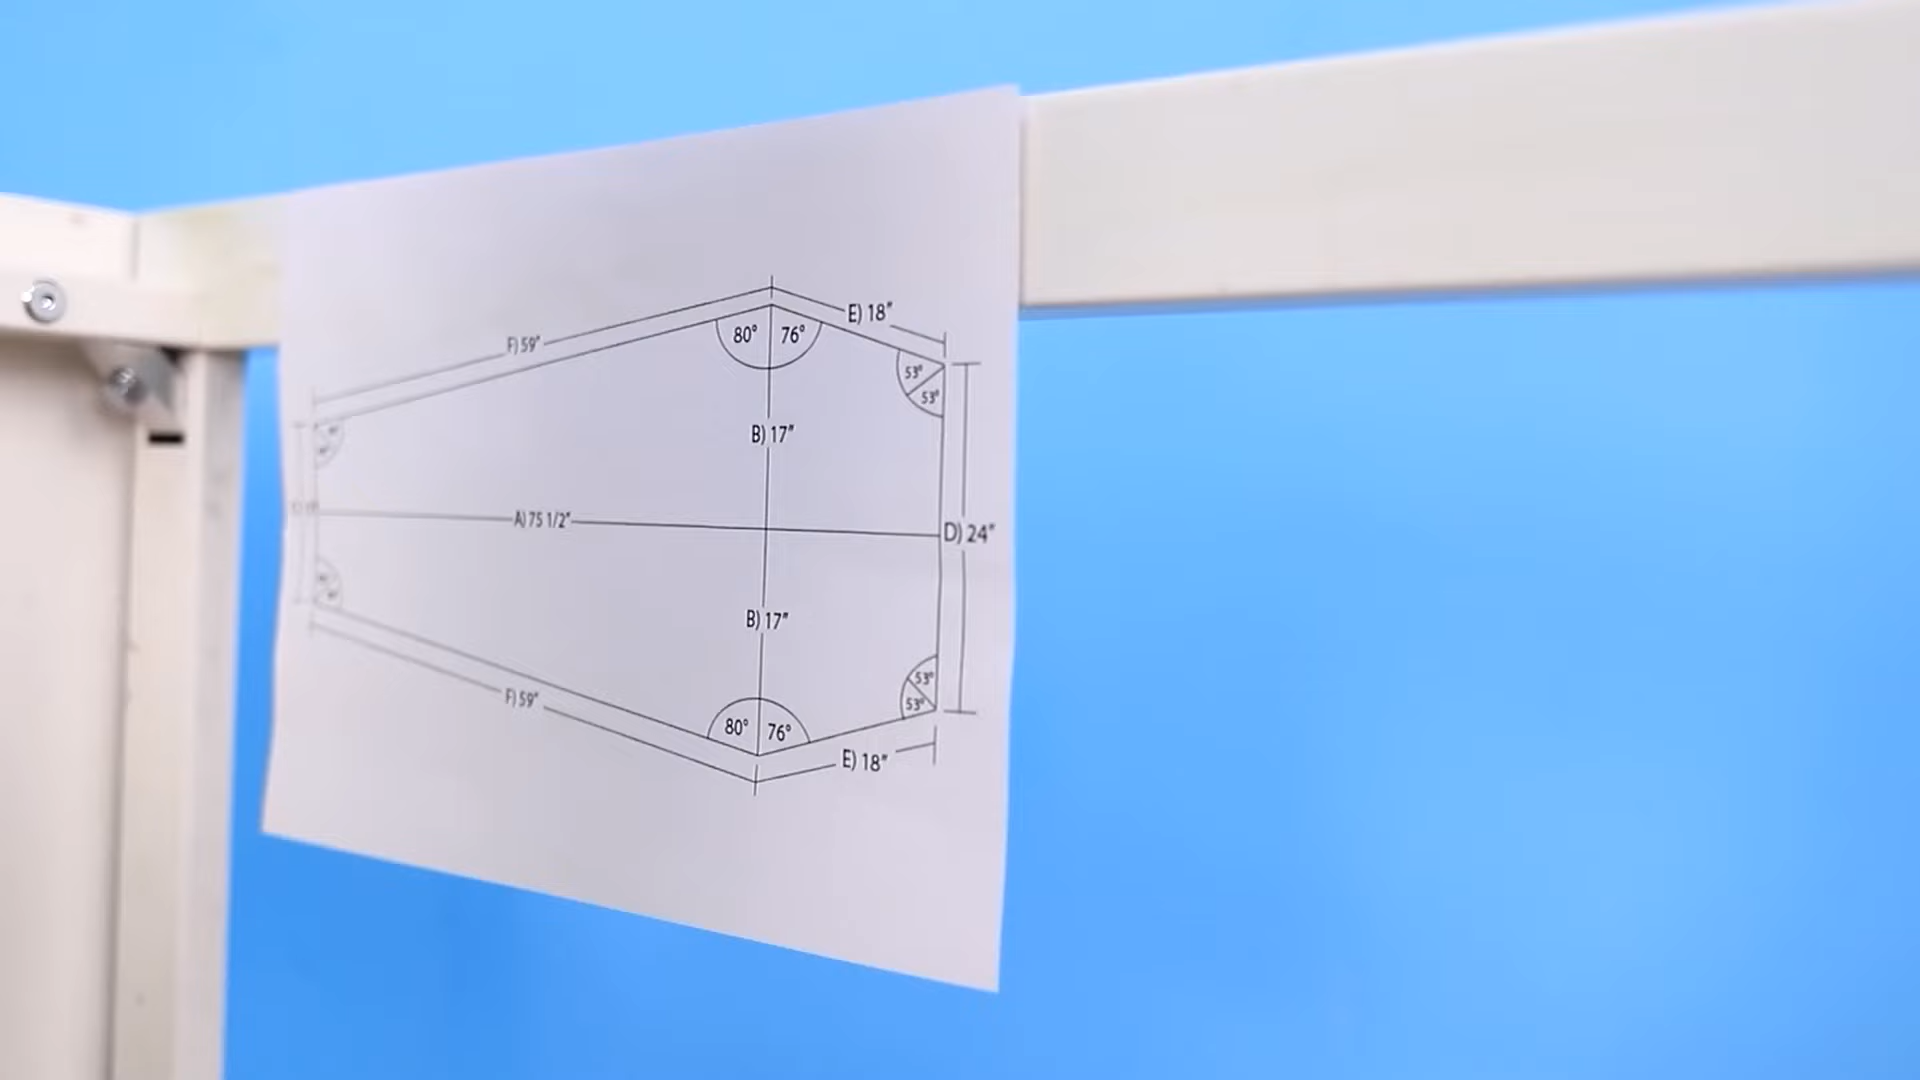 E) 18"
F) 59"
80° 76°
53°
53°
B) 17"
A) 75 1/2"
D) 24"
B) 17"
53°
53°
F) 59"
80° 76°
E) 18"